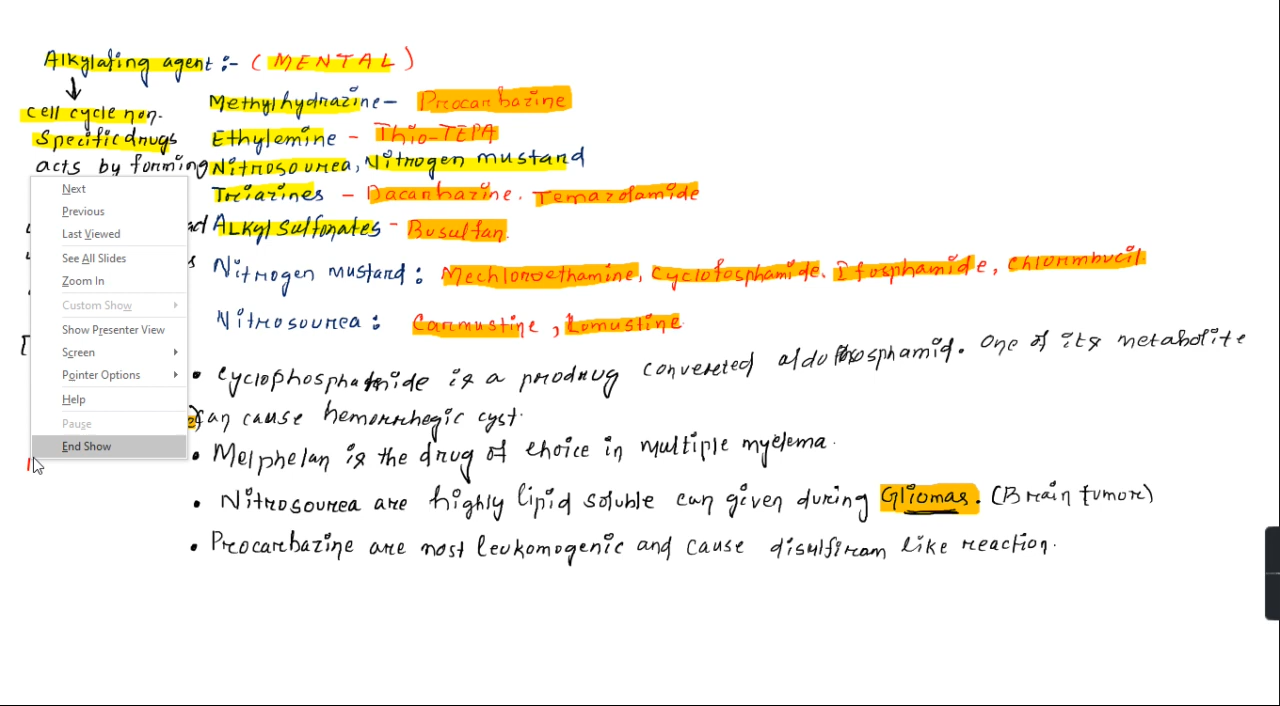 Alkylating agent :- (MENTAL)
cell cycle non.
Specific drugs
acts by forming
Methylhydrazine - Procarbazine
Ethylemine - Thio-TEPA
Nitrosourea, Nitrogen mustard
Triazines - Dacarbazine. Temazolamide
Alkyl sulfonates - Busulfan.
Nitrogen mustard : Mechloroethamine, Cyclofosphamide. Ifosphamide, Chlormbucil
Nitrosourea : Carmustine, Lomustine.
• Cyclophosphamide is a prodrug convereted aldophosphamid. One of its metabolite
can cause hemorrhegic cyst.
• Melphelan is the drug of choice in multiple myelema.
• Nitrosourea are highly lipid soluble can given during Gliomas. (Brain tumor)
• Procarbazine are most leukomogenic and cause disulfiram like reaction.
Next
Previous
Last Viewed
See All Slides
Zoom In
Custom Show
Show Presenter View
Screen
Pointer Options
Help
Pause
End Show